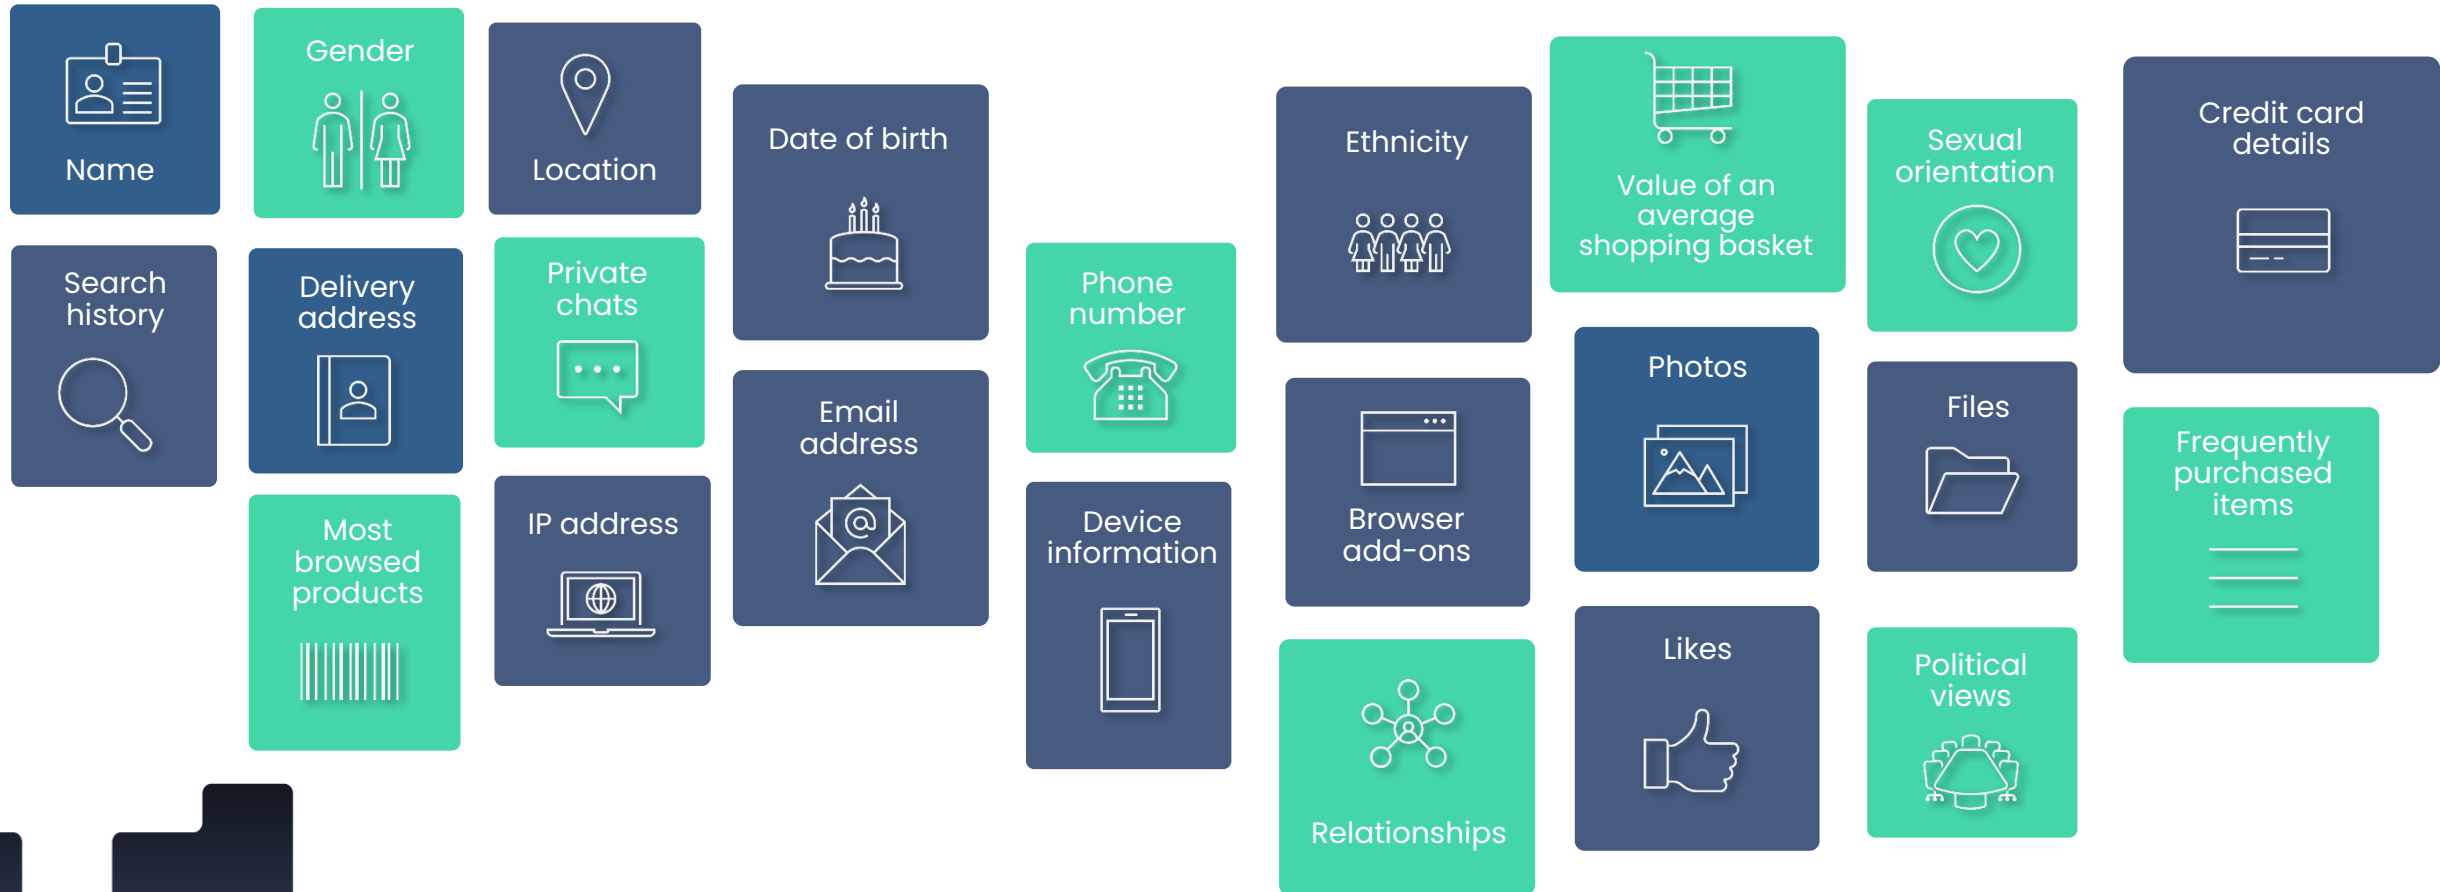 Name
Gender
Location
Date of birth
Ethnicity
Value of an
average
shopping basket
Sexual
orientation
Credit card
details
Search
history
Delivery
address
Private
chats
Phone
number
Email
address
Photos
Files
Frequently
purchased
items
Most
browsed
products
IP address
Device
information
Browser
add-ons
Likes
Political
views
Relationships